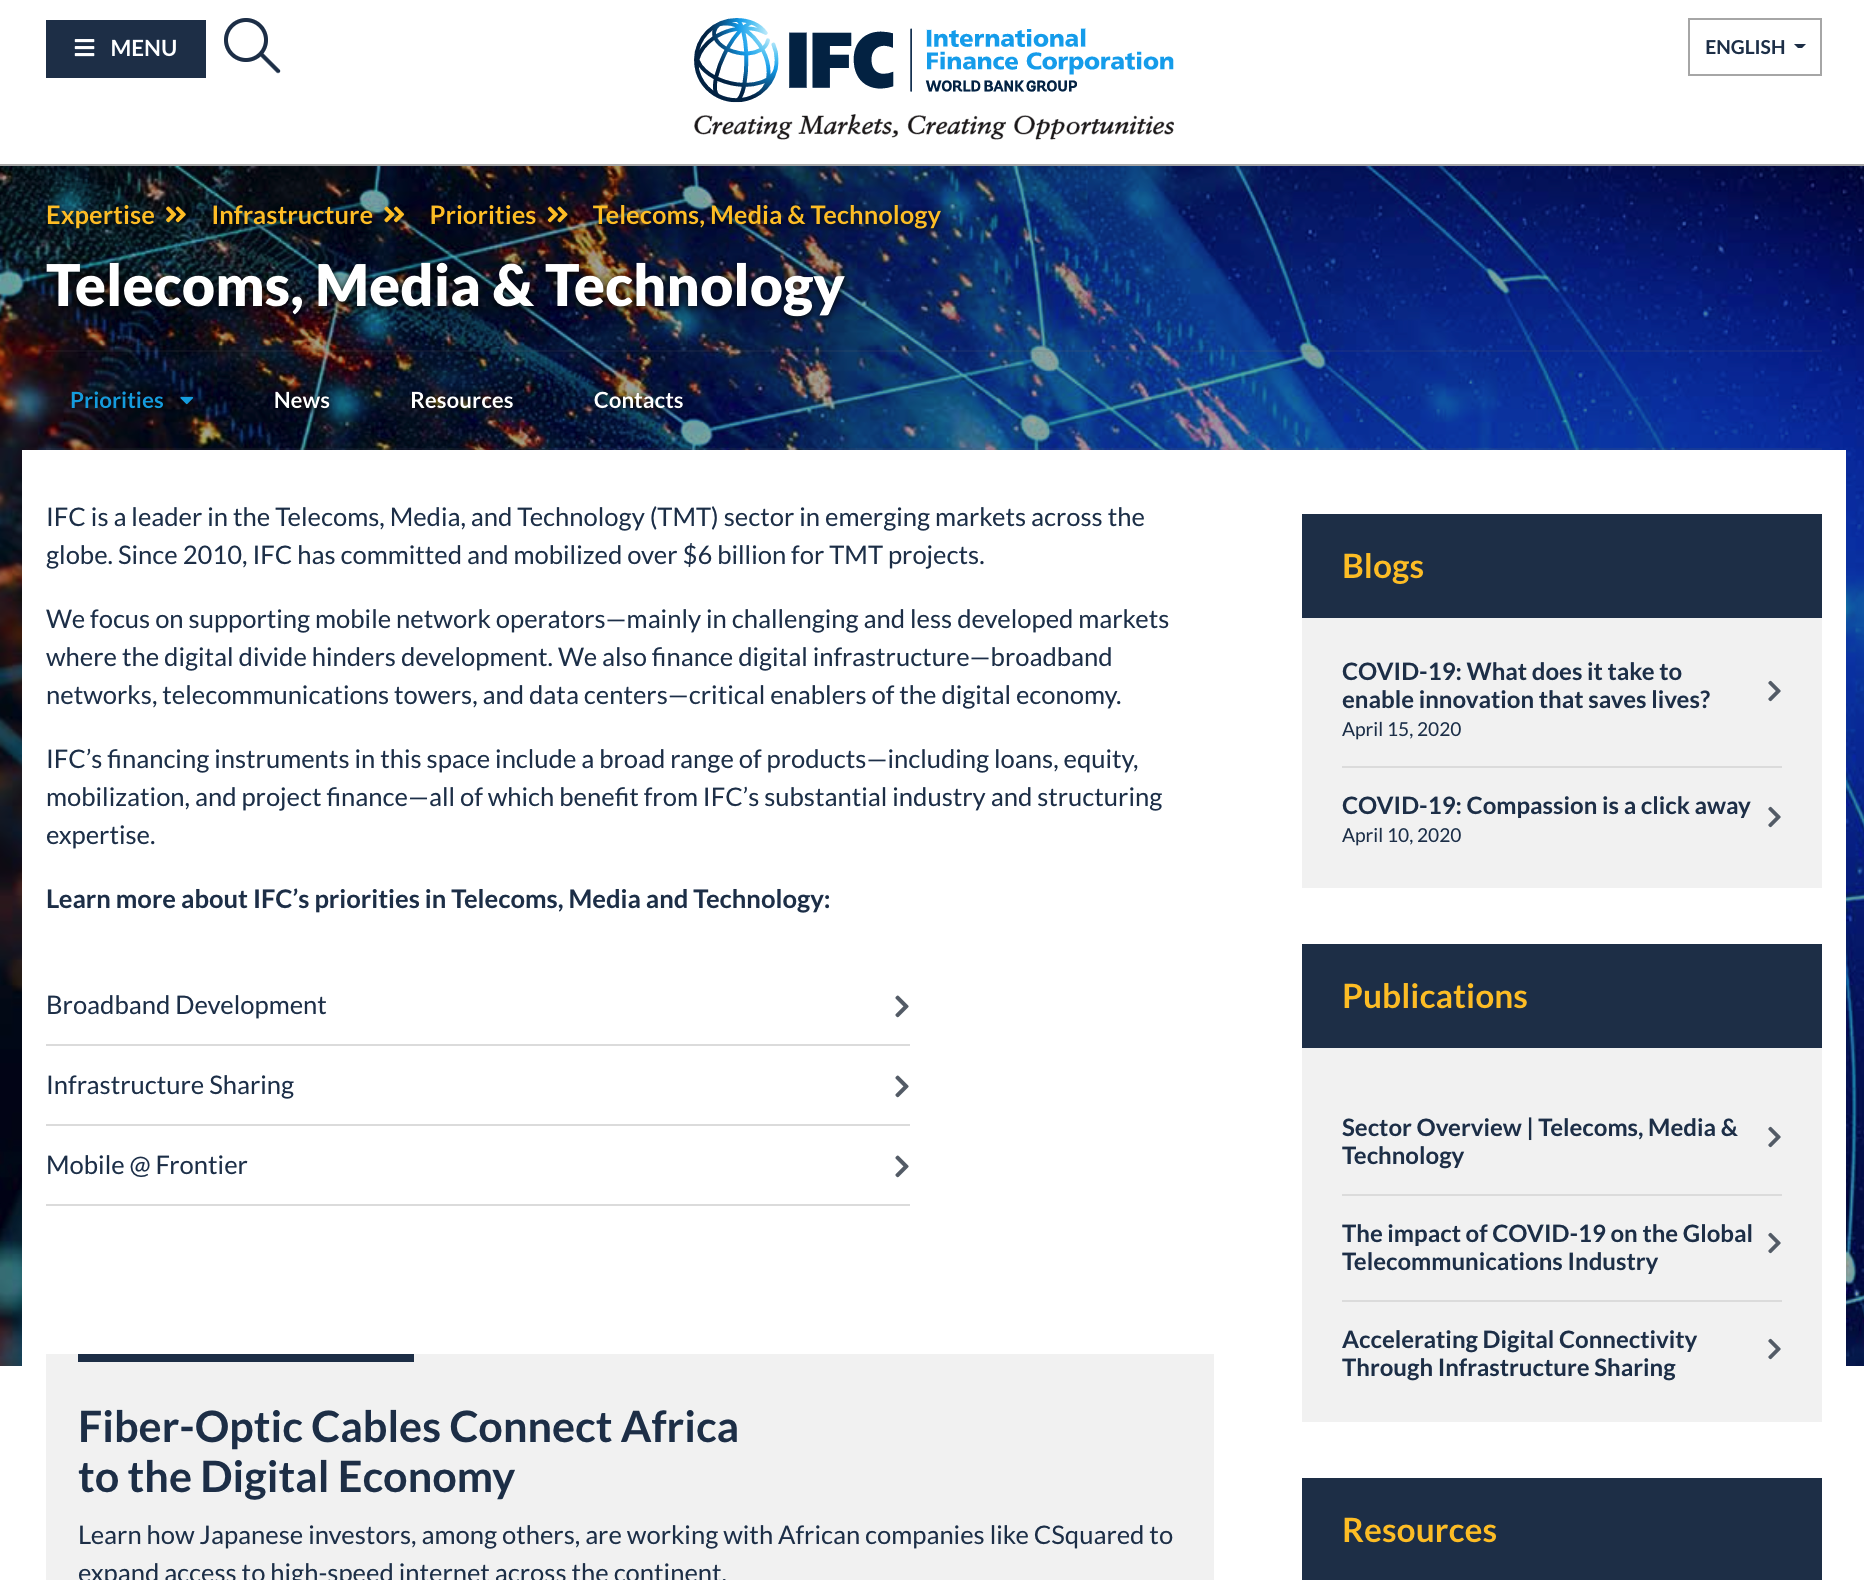 MENU
IFC
International
Finance Corporation
WORLD BANK GROUP
Creating Markets, Creating Opportunities
ENGLISH
Expertise » Infrastructure » Priorities » Telecoms, Media & Technology
Telecoms, Media & Technology
Priorities News Resources Contacts
IFC is a leader in the Telecoms, Media, and Technology (TMT) sector in emerging markets across the
globe. Since 2010, IFC has committed and mobilized over $6 billion for TMT projects.
We focus on supporting mobile network operators—mainly in challenging and less developed markets
where the digital divide hinders development. We also finance digital infrastructure—broadband
networks, telecommunications towers, and data centers—critical enablers of the digital economy.
IFC’s financing instruments in this space include a broad range of products—including loans, equity,
mobilization, and project finance—all of which benefit from IFC’s substantial industry and structuring
expertise.
Learn more about IFC’s priorities in Telecoms, Media and Technology:
Broadband Development
Infrastructure Sharing
Mobile @ Frontier
Fiber-Optic Cables Connect Africa
to the Digital Economy
Learn how Japanese investors, among others, are working with African companies like CSquared to
expand access to high-speed internet across the continent.
Blogs
COVID-19: What does it take to
enable innovation that saves lives?
April 15, 2020
COVID-19: Compassion is a click away
April 10, 2020
Publications
Sector Overview | Telecoms, Media &
Technology
The impact of COVID-19 on the Global
Telecommunications Industry
Accelerating Digital Connectivity
Through Infrastructure Sharing
Resources